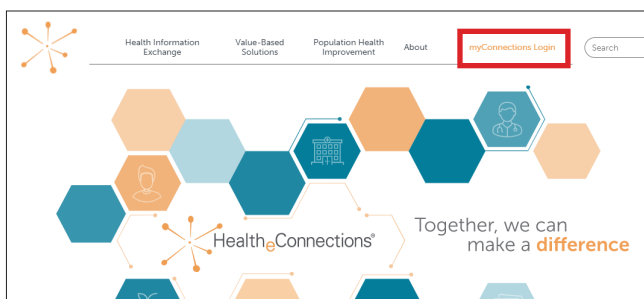 Health Information
Exchange
Value-Based
Solutions
Population Health
Improvement
About
myConnections Login
Search
HealtheConnections®
Together, we can
make a difference